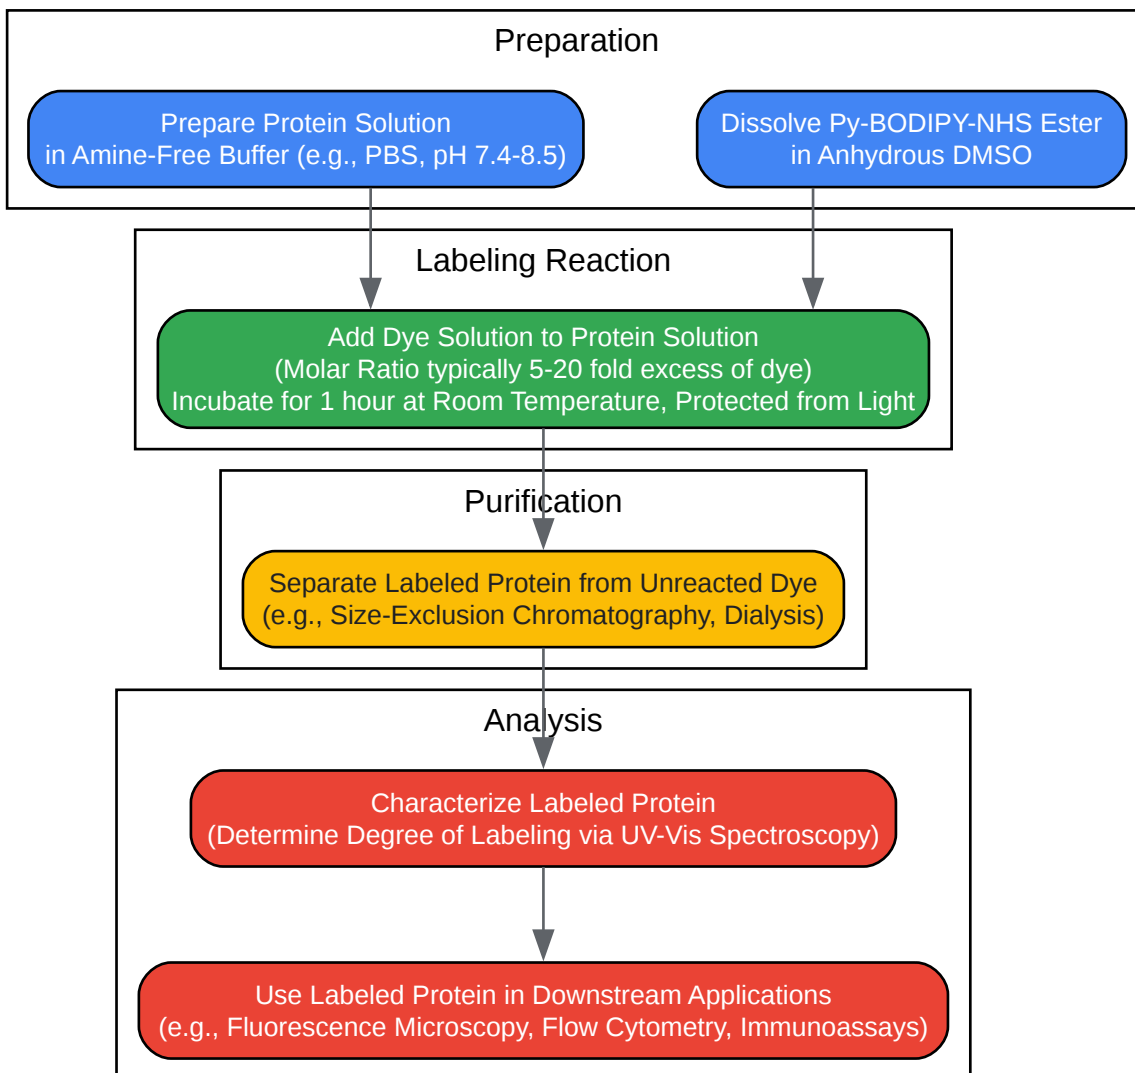 Preparation
Prepare Protein Solution
in Amine-Free Buffer (e.g., PBS, pH 7.4-8.5)
Dissolve Py-BODIPY-NHS Ester
in Anhydrous DMSO
Labeling Reaction
Add Dye Solution to Protein Solution
(Molar Ratio typically 5-20 fold excess of dye)
Incubate for 1 hour at Room Temperature, Protected from Light
Purification
Separate Labeled Protein from Unreacted Dye
(e.g., Size-Exclusion Chromatography, Dialysis)
Analysis
Characterize Labeled Protein
(Determine Degree of Labeling via UV-Vis Spectroscopy)
Use Labeled Protein in Downstream Applications
(e.g., Fluorescence Microscopy, Flow Cytometry, Immunoassays)